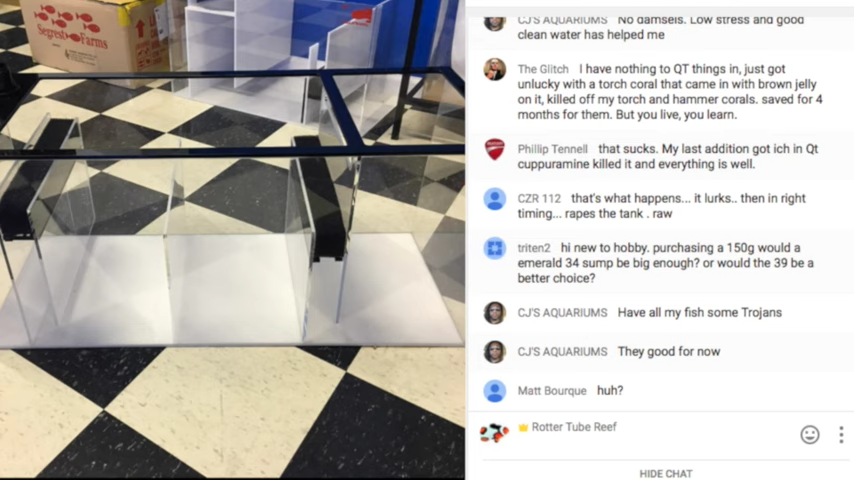 Segrest Farms
CJ'S AQUARIUMS No damsels. Low stress and good
clean water has helped me
The Glitch I have nothing to QT things in, just got
unlucky with a torch coral that came in with brown jelly
on it, killed off my torch and hammer corals. saved for 4
months for them. But you live, you learn.
Phillip Tennell that sucks. My last addition got ich in Qt
cuppuramine killed it and everything is well.
CZR 112 that's what happens... it lurks.. then in right
timing... rapes the tank . raw
triten2 hi new to hobby. purchasing a 150g would a
emerald 34 sump be big enough? or would the 39 be a
better choice?
CJ'S AQUARIUMS Have all my fish some Trojans
CJ'S AQUARIUMS They good for now
Matt Bourque huh?
Rotter Tube Reef
HIDE CHAT